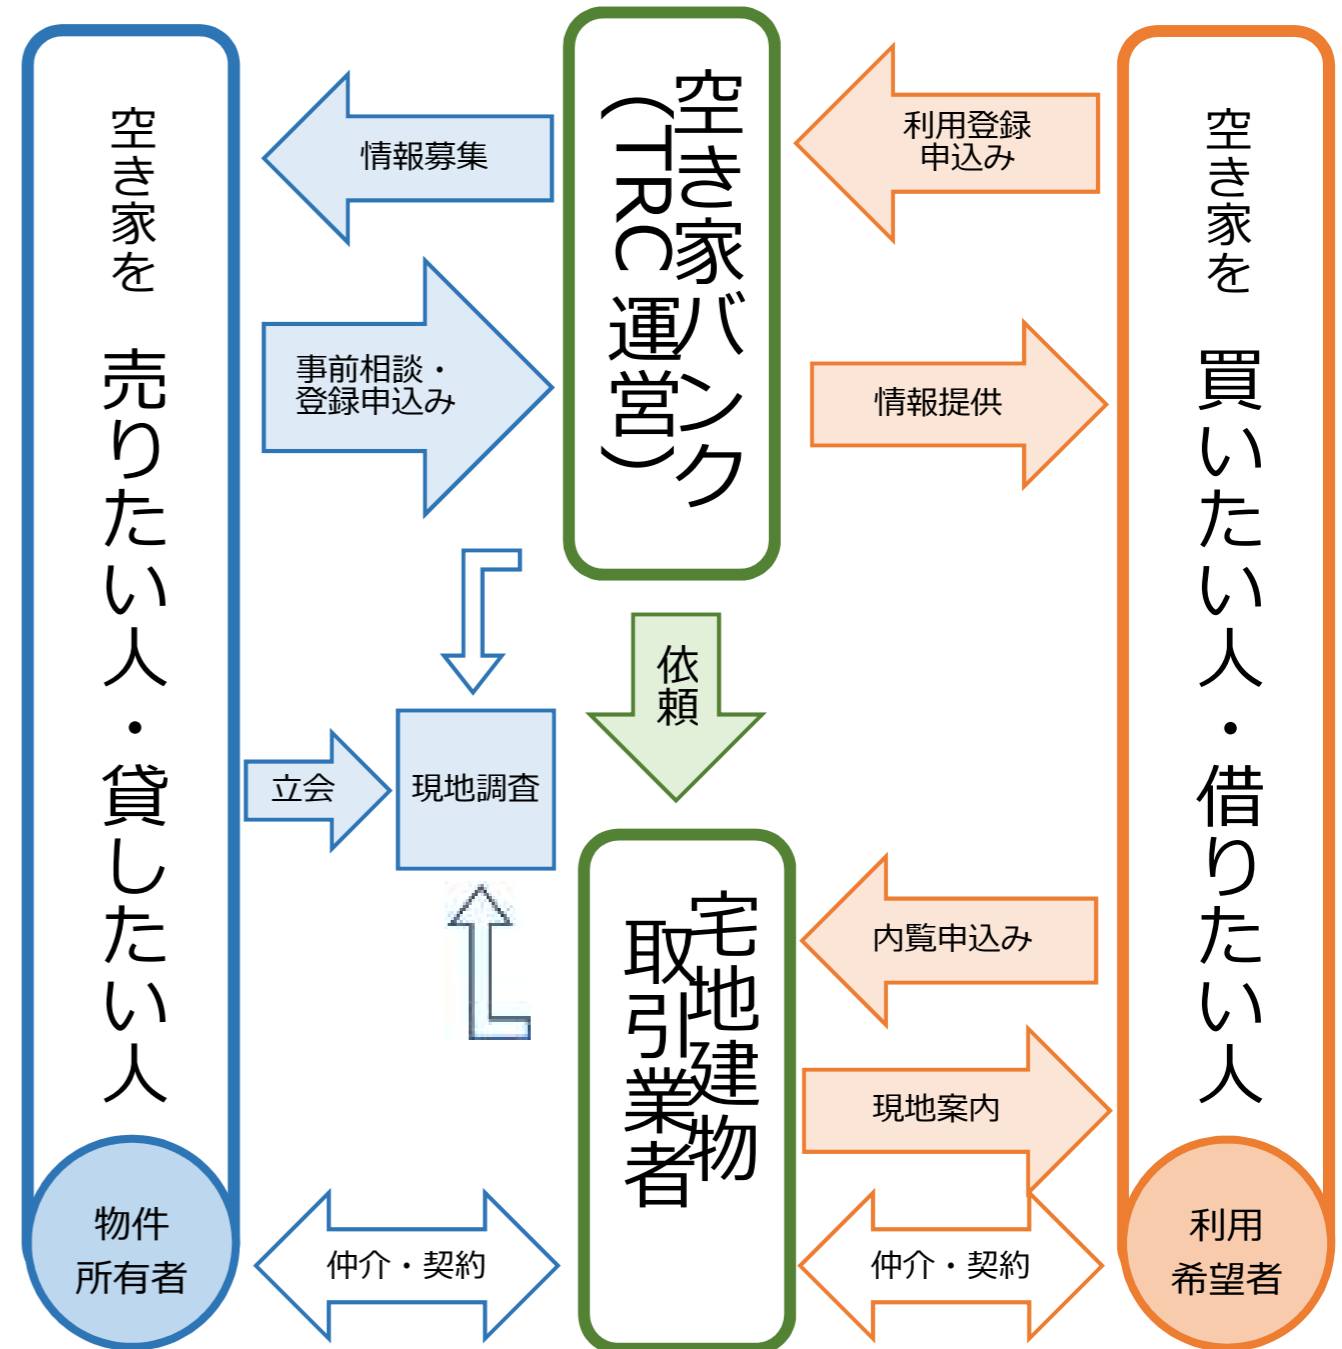 空き家を 売りたい人・貸したい人
物件
所有者
情報募集
事前相談・
登録申込み
立会
現地調査
仲介・契約
空き家バンク
（TRC 運営）
依頼
宅地建物
取引業者
利用登録
申込み
情報提供
内覧申込み
現地案内
仲介・契約
空き家を 買いたい人・借りたい人
利用
希望者